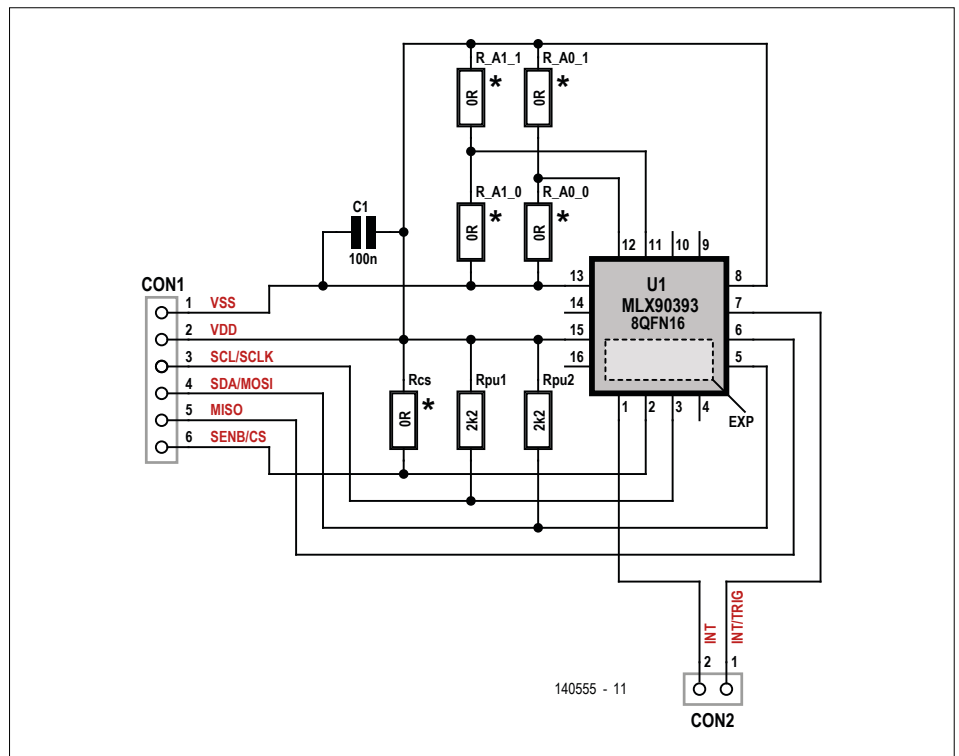 R_A1_1 R_A0_1
* *
0R 0R
R_A1_0 R_A0_0
* *
0R 0R
C1
100n
12 11 10 9
CON1
13 U1 8
1 VSS
14 MLX90393 7
8QFN16
2 VDD
15 6
3 SCL/SCLK
16 5
4 SDA/MOSI
Rcs Rpu1 Rpu2
*
0R 2k2 2k2
1 2 3 4
EXP
5 MISO
6 SENB/CS
INT INT/TRIG
2 1
140555 - 11
CON2